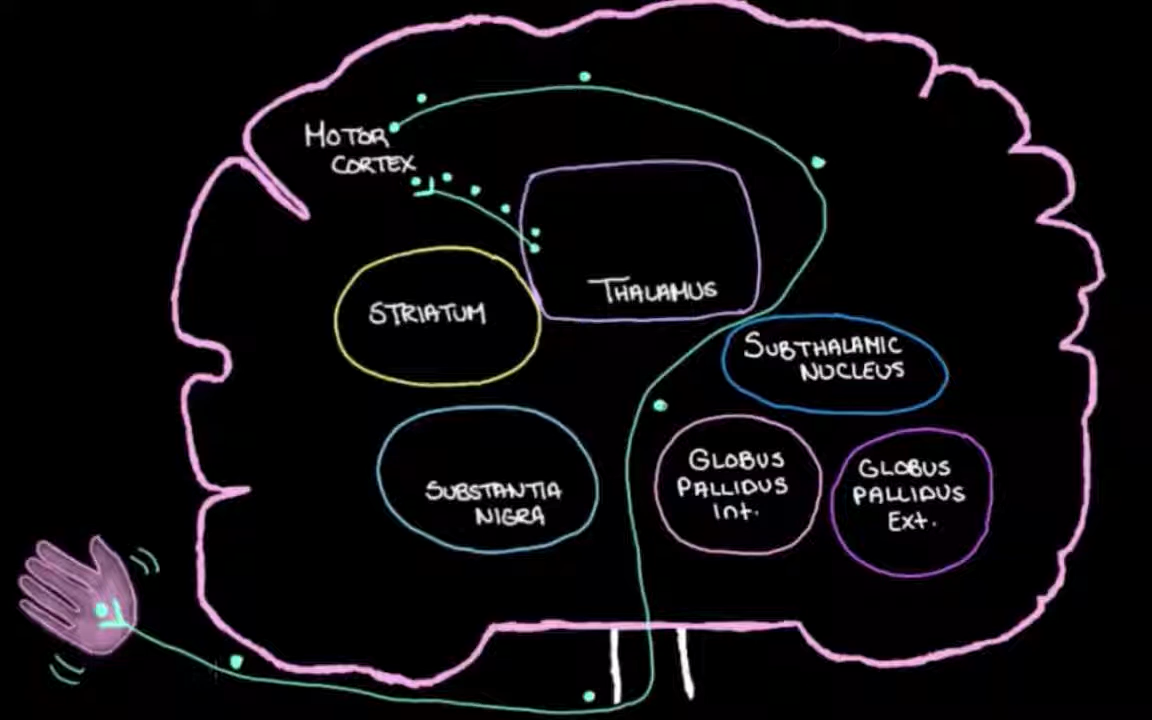 MOTOR
CORTEX
THALAMUS
STRIATUM
SUBTHALAMIC
NUCLEUS
SUBSTANTIA
NIGRA
GLOBUS
PALLIDUS
Int.
GLOBUS
PALLIDUS
Ext.